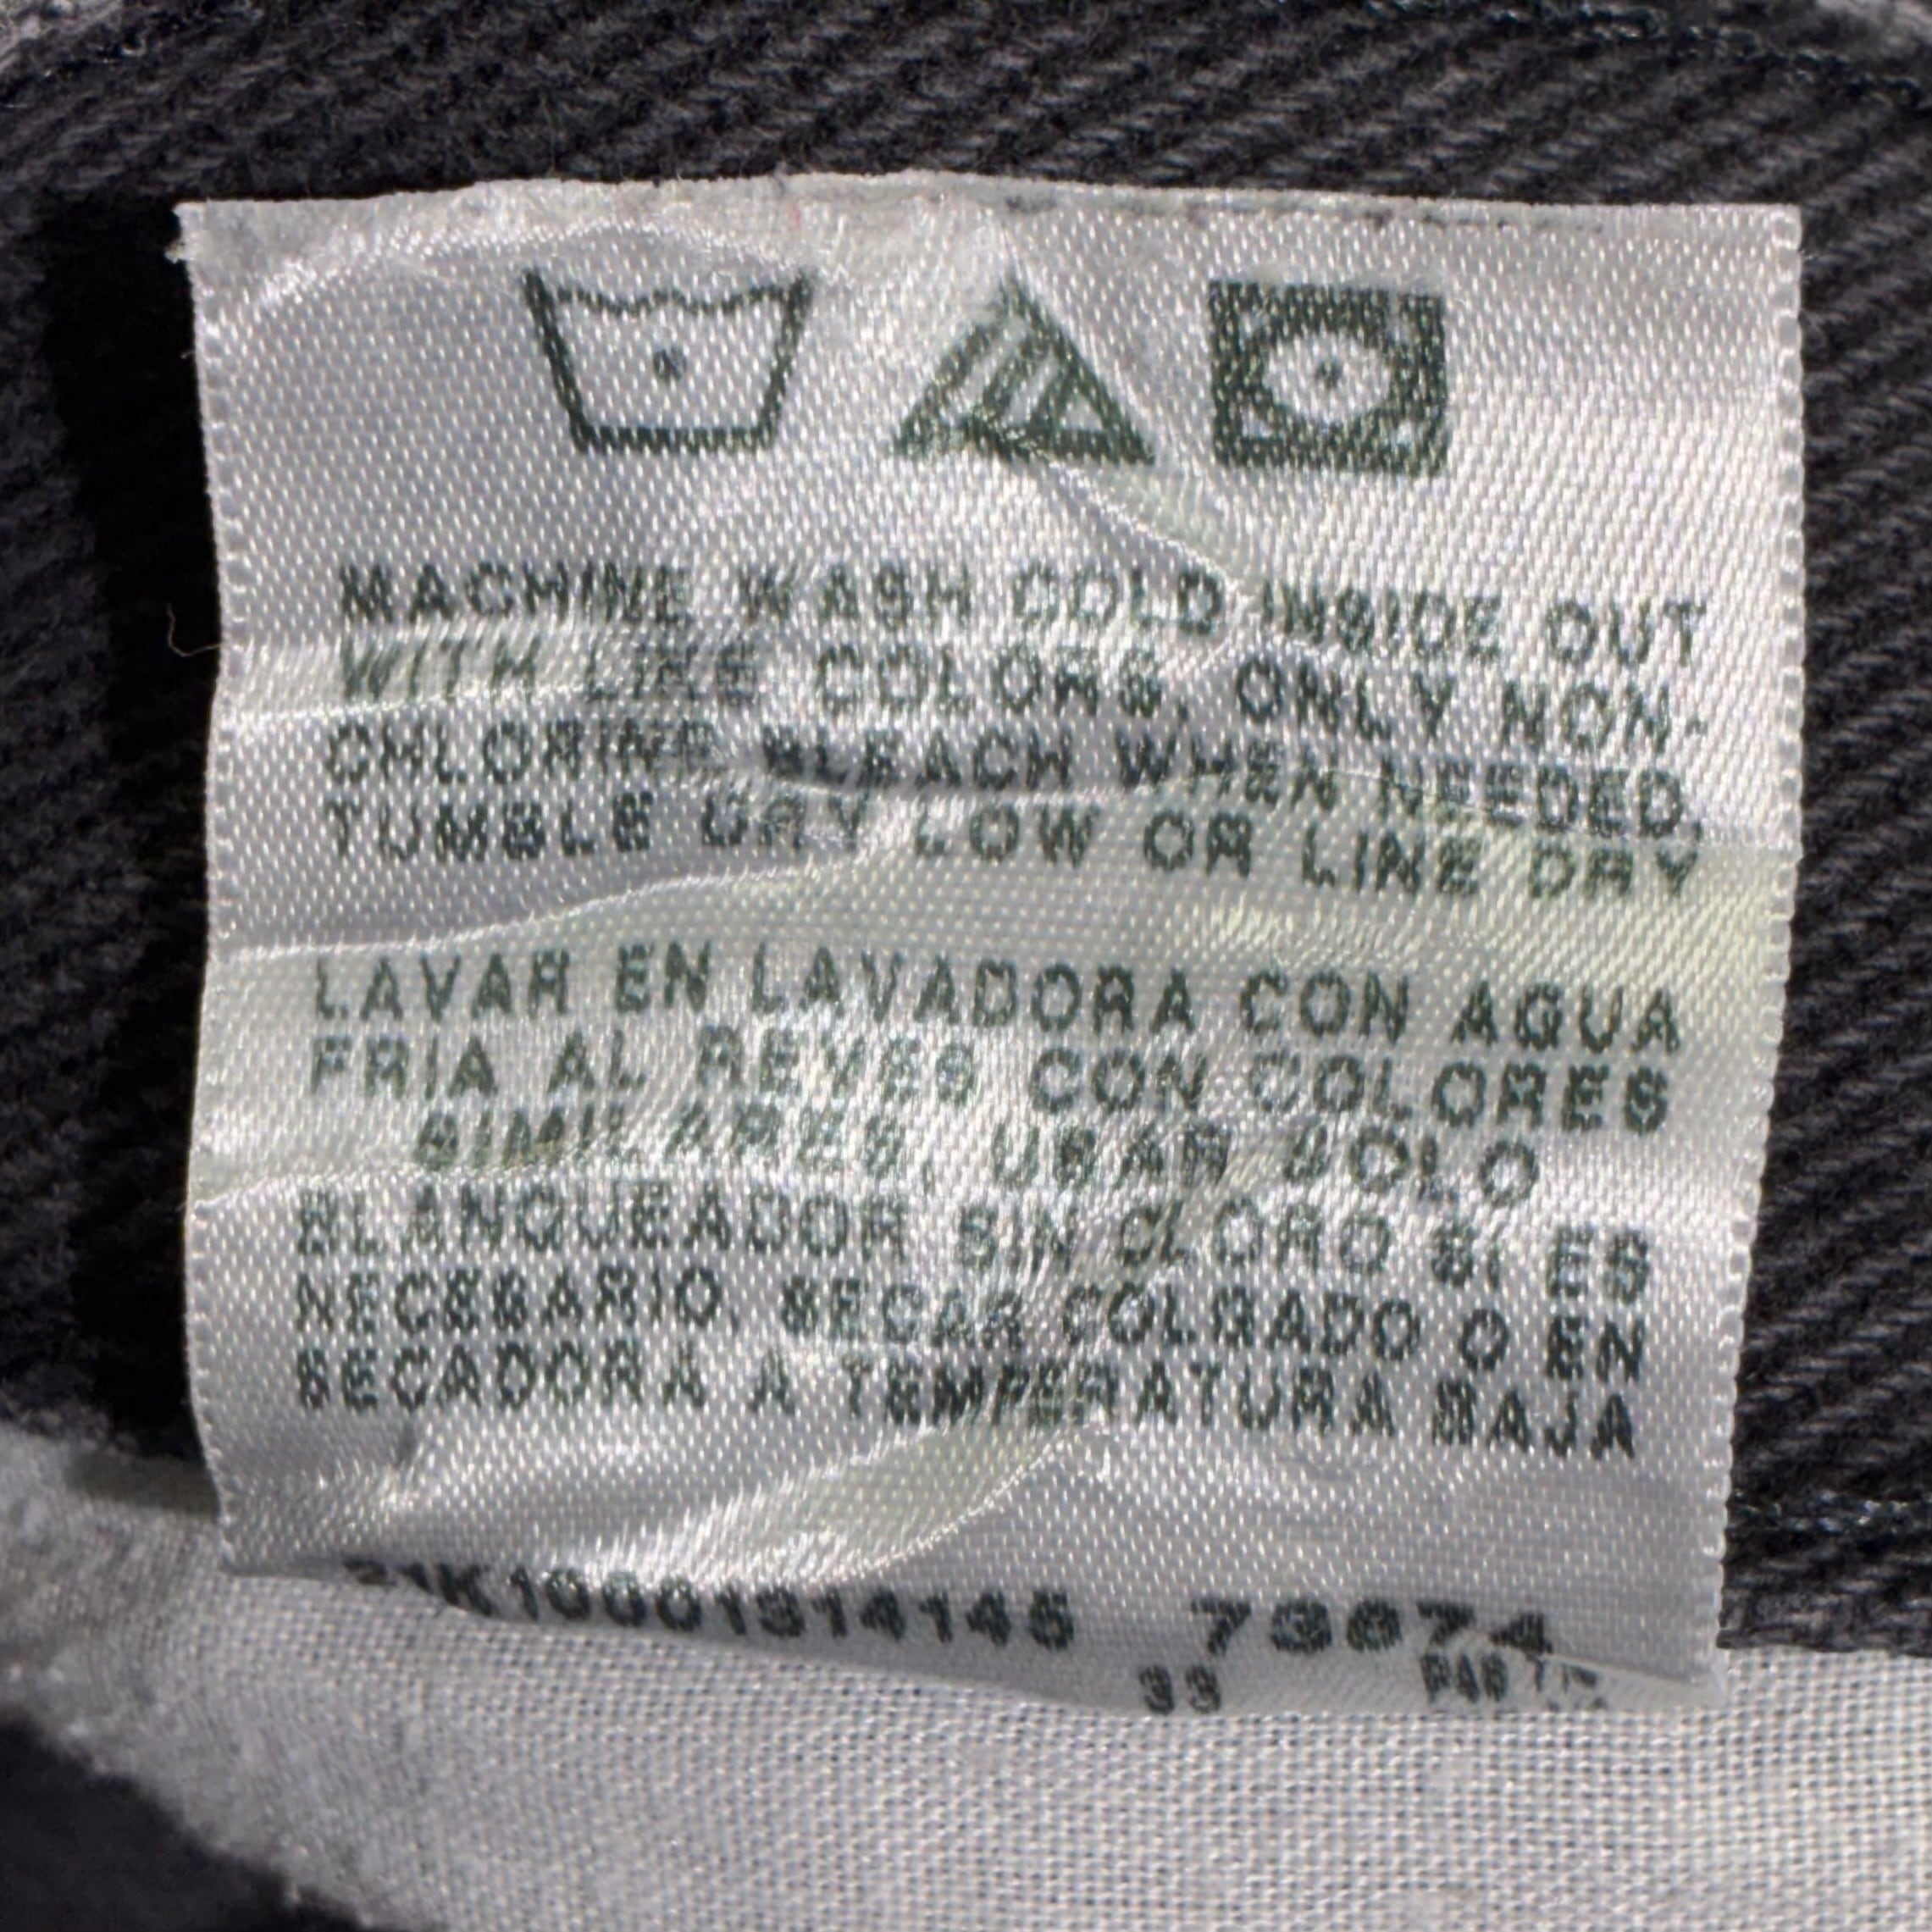 MACHINE WASH COLD INSIDE OUT
WITH LIKE COLORS, ONLY NON-
CHLORINE BLEACH WHEN NEEDED,
TUMBLE DRY LOW OR LINE DRY
LAVAR EN LAVADORA CON AGUA
FRIA AL REVES CON COLORES
SIMILARES, USAR SOLO
BLANQUEADOR SIN CLORO SI ES
NECESSARIO, SECAR COLGADO O EN
SECADORA A TEMPERATURA BAJA
73674
33